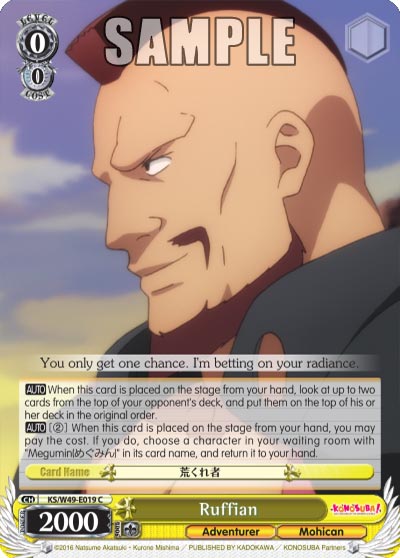 LEVEL
0
0
COST
SAMPLE
You only get one chance. I'm betting on your radiance.
AUTO When this card is placed on the stage from your hand, look at up to two
cards from the top of your opponent's deck, and put them on the top of his or
her deck in the original order.
AUTO [②] When this card is placed on the stage from your hand, you may
pay the cost. If you do, choose a character in your waiting room with
"Megumin(めぐみん)" in its card name, and return it to your hand.
Card Name 荒くれ者
CH KS/W49-E019 C
POWER 2000 SOUL
Ruffian
KONOSUBA!
Adventurer Mohican
©2016 Natsume Akatsuki・Kurone Mishima / PUBLISHED BY KADOKAWA / KONOSUBA Partners